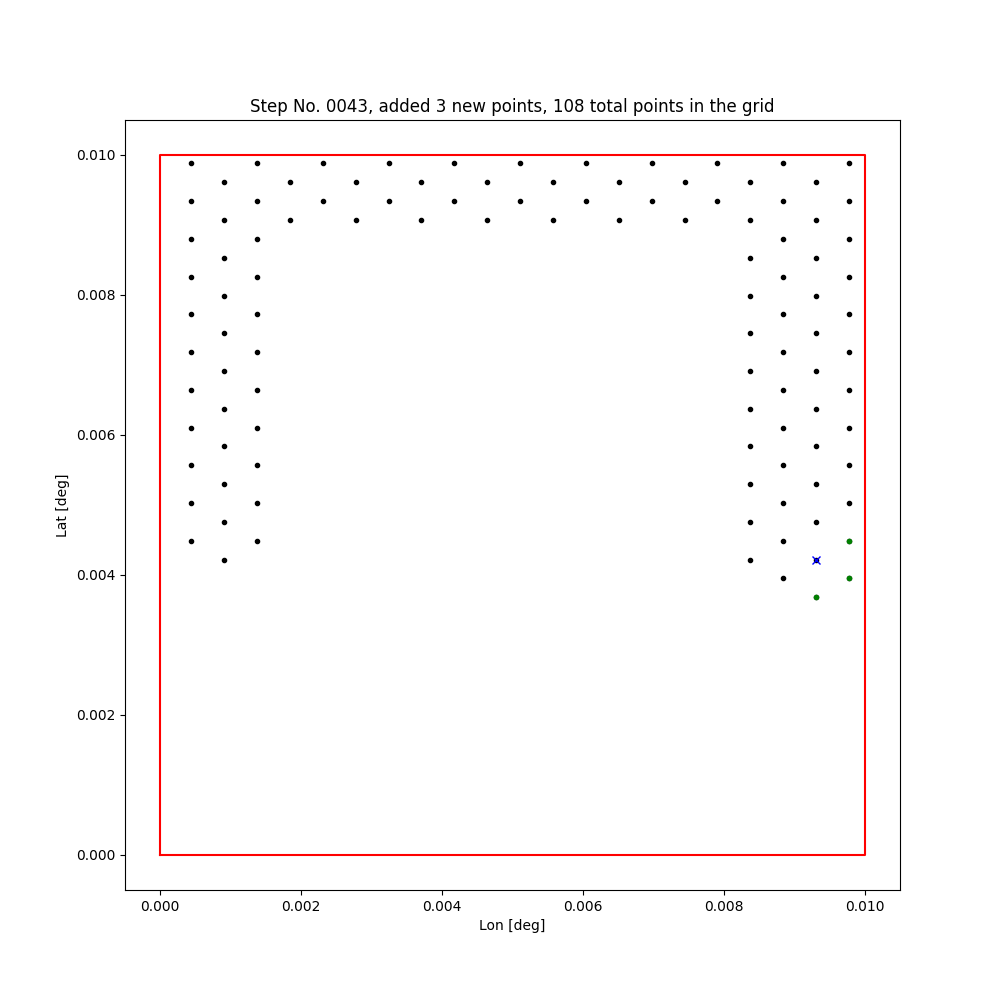 Step No. 0043, added 3 new points, 108 total points in the grid
0.010
0.008
0.006
0.004
0.002
0.000
Lat [deg]
0.000 0.002 0.004 0.006 0.008 0.010
Lon [deg]